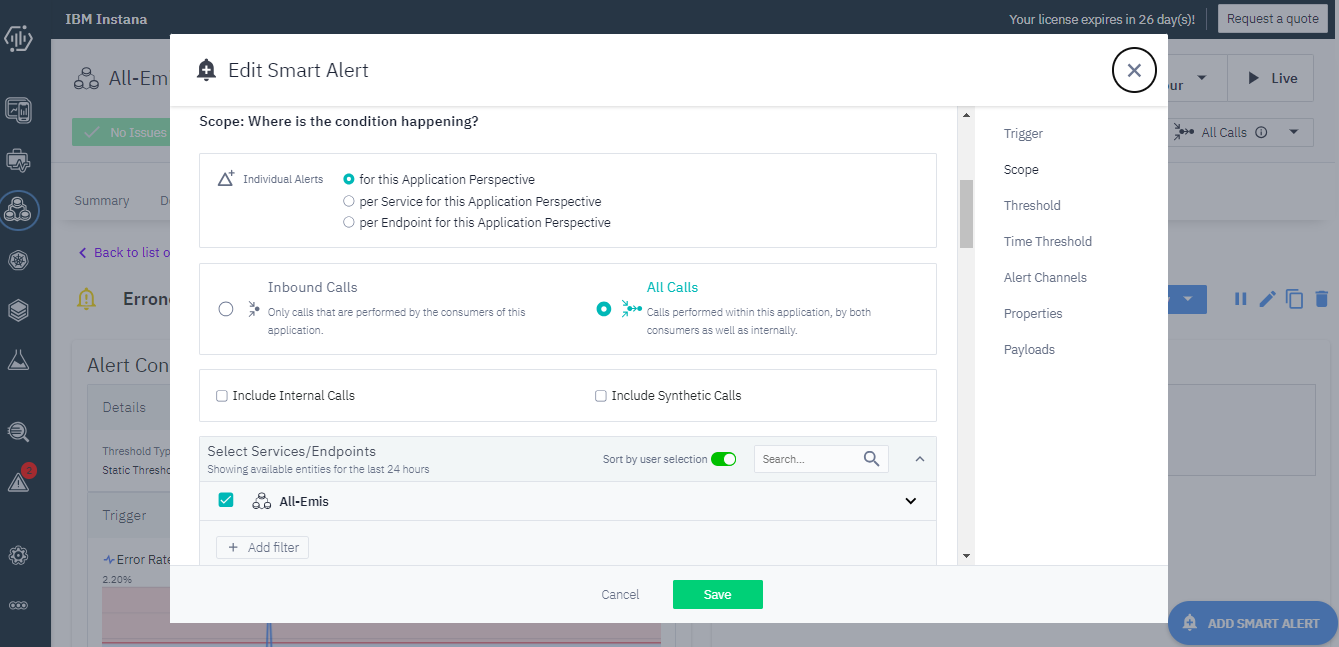 IBM Instana
Your license expires in 26 day(s)!
Request a quote
All-Em
Live
No Issues
All Calls
Summary
Back to list o
Errone
Alert Con
Details
Threshold Typ
Static Thresho
Trigger
Error Rate
2.20%
2
Edit Smart Alert
Scope: Where is the condition happening?
Individual Alerts
for this Application Perspective
per Service for this Application Perspective
per Endpoint for this Application Perspective
Inbound Calls
Only calls that are performed by the consumers of this
application.
All Calls
Calls performed within this application, by both
consumers as well as internally.
Include Internal Calls
Include Synthetic Calls
Select Services/Endpoints
Showing available entities for the last 24 hours
Sort by user selection
Search...
All-Emis
+ Add filter
Cancel
Save
Trigger
Scope
Threshold
Time Threshold
Alert Channels
Properties
Payloads
ADD SMART ALERT